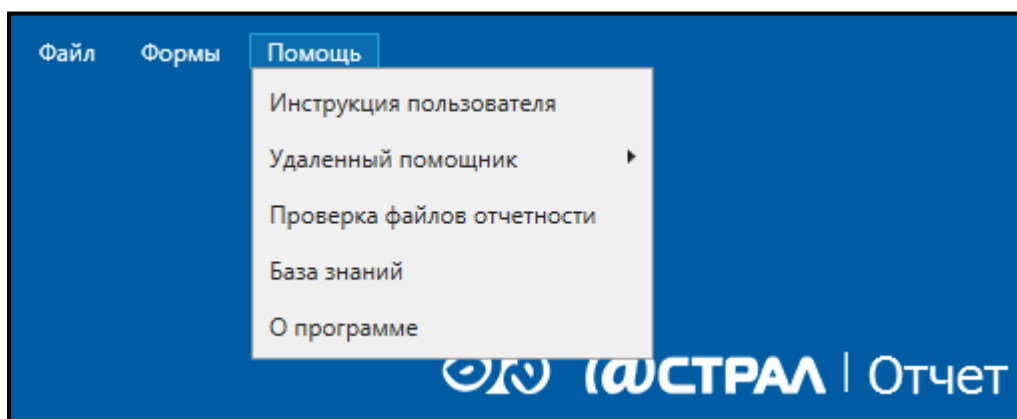 Файл Формы Помощь
Инструкция пользователя
Удаленный помощник
Проверка файлов отчетности
База знаний
О программе
@СТРАЛ | Отчет